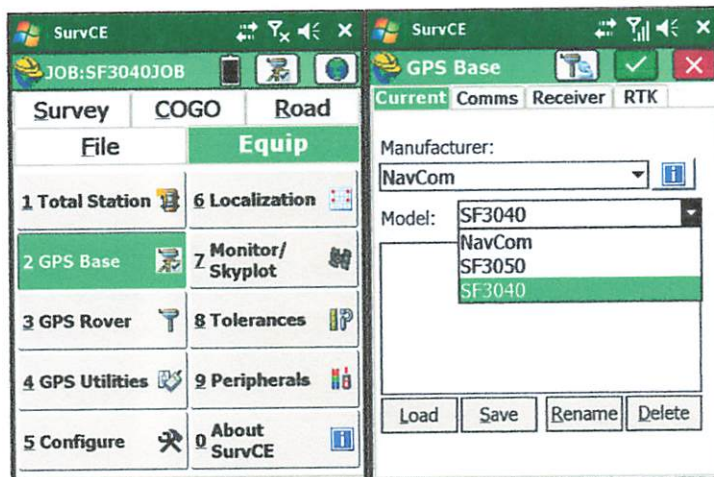 SurvCE
JOB:SF3040JOB
Survey COGO Road
File Equip
1 Total Station 6 Localization
2 GPS Base 7 Monitor/
Skyplot
3 GPS Rover 8 Tolerances
4 GPS Utilities 9 Peripherals
5 Configure 0 About
SurvCE
SurvCE
GPS Base
Current Comms Receiver RTK
Manufacturer:
NavCom
Model: SF3040
NavCom
SF3050
SF3040
Load Save Rename Delete